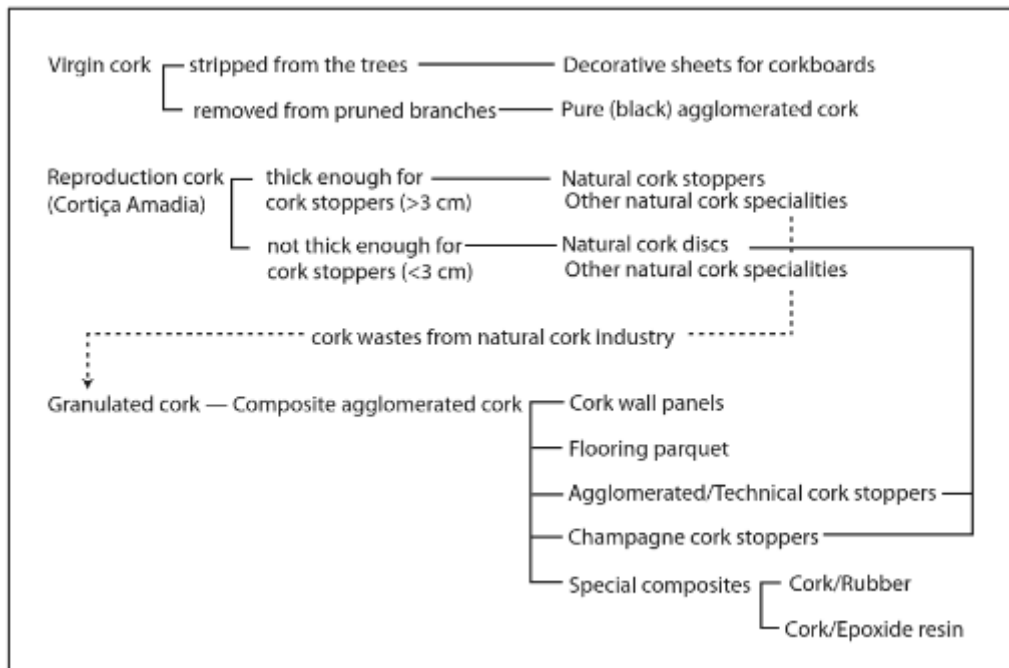 Virgin cork
stripped from the trees
Decorative sheets for corkboards
removed from pruned branches
Pure (black) agglomerated cork
Reproduction cork
(Cortiça Amadia)
thick enough for
cork stoppers (>3 cm)
Natural cork stoppers
Other natural cork specialities
not thick enough for
cork stoppers (<3 cm)
Natural cork discs
Other natural cork specialities
cork wastes from natural cork industry
Granulated cork — Composite agglomerated cork
Cork wall panels
Flooring parquet
Agglomerated/Technical cork stoppers
Champagne cork stoppers
Special composites
Cork/Rubber
Cork/Epoxide resin